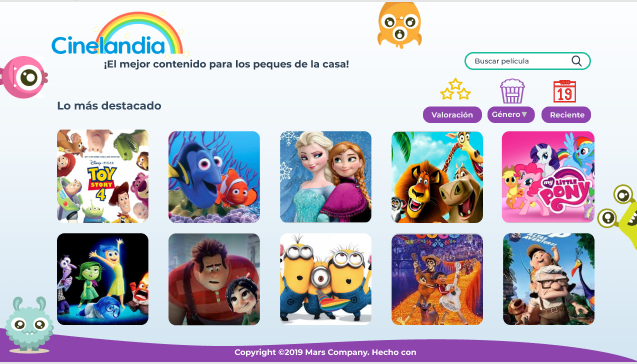 Cinelandia
¡El mejor contenido para los peques de la casa!
Buscar película
Lo más destacado
19
Valoración
Género▼
Reciente
DISNEY · PIXAR
TOY
STORY
4
MY LITTLE
PONY
Copyright ©2019 Mars Company. Hecho con